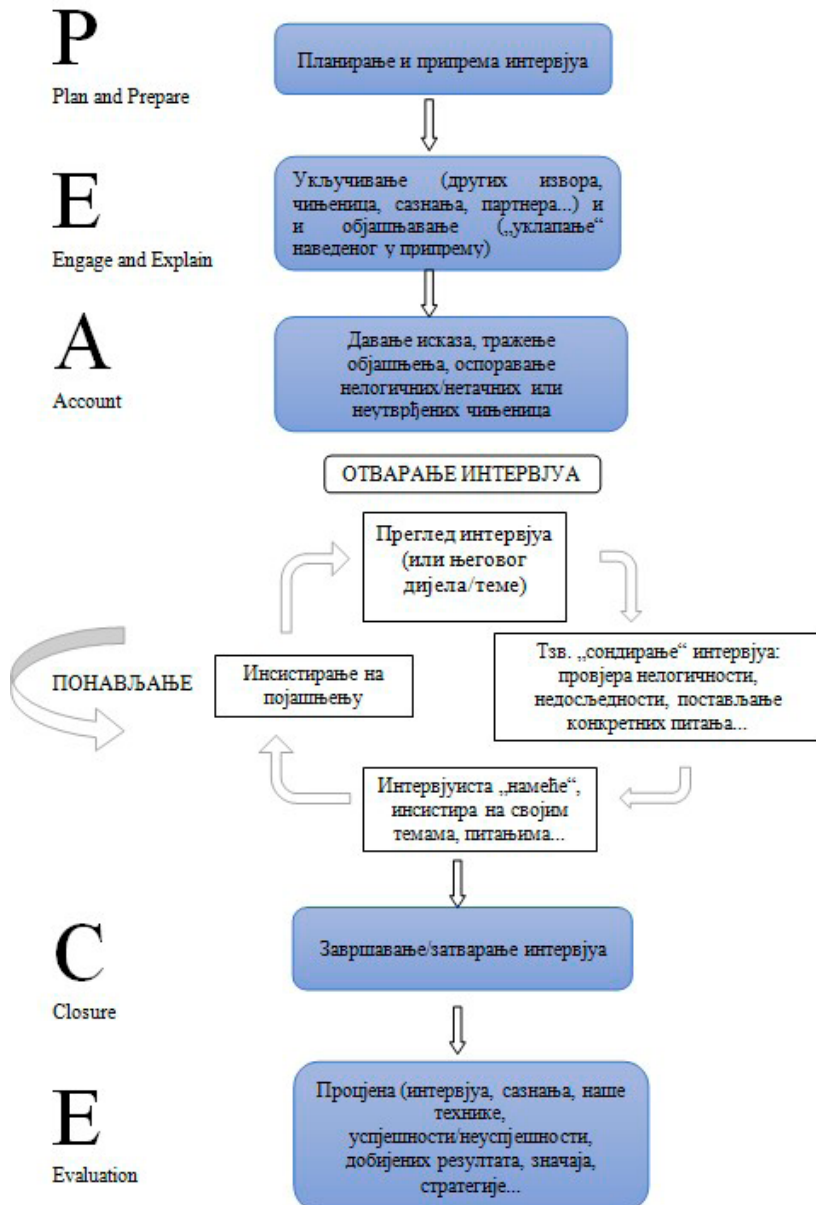 P
Plan and Prepare
Планирање и припрема интервјуа
E
Engage and Explain
Укључивање (других извора,
чињеница, сазнања, партнера...) и
и објашњавање („уклапање“
наведеног у припрему)
A
Account
Давање исказа, тражење
објашњења, оспоравање
нелогичних/нетачних или
неутврђених чињеница
ОТВАРАЊЕ ИНТЕРВЈУА
Преглед интервјуа
(или његовог
дијела/теме)
Тзв. „сондирање“ интервјуа:
провјера нелогичности,
недосљедности, постављање
конкретних питања...
ПОНАВЉАЊЕ
Инсистирање на
појашњењу
Интервјуиста „намеће“,
инсистира на својим
темама, питањима...
C
Closure
Завршавање/затварање интервјуа
E
Evaluation
Процјена (интервјуа, сазнања, наше
технике,
успјешности/неуспјешности,
добијених резултата, значаја,
стратегије...